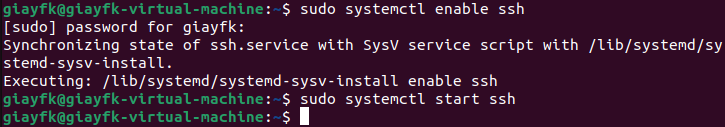 giayfk@giayfk-virtual-machine:~$ sudo systemctl enable ssh
[sudo] password for giayfk:
Synchronizing state of ssh.service with SysV service script with /lib/systemd/sy
stemd-sysv-install.
Executing: /lib/systemd/systemd-sysv-install enable ssh
giayfk@giayfk-virtual-machine:~$ sudo systemctl start ssh
giayfk@giayfk-virtual-machine:~$